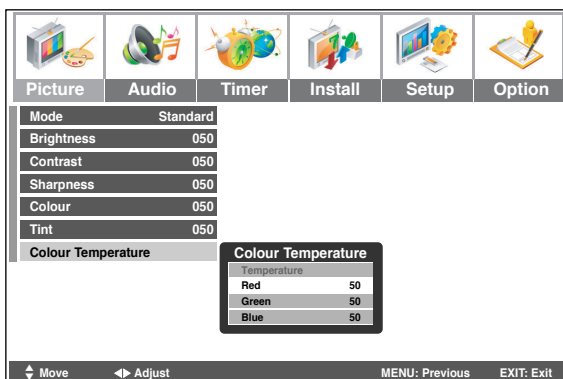 Picture Audio Timer Install Setup Option
Mode Standard
Brightness 050
Contrast 050
Sharpness 050
Colour 050
Tint 050
Colour Temperature
Colour Temperature
Temperature
Red 50
Green 50
Blue 50
Move Adjust MENU: Previous EXIT: Exit